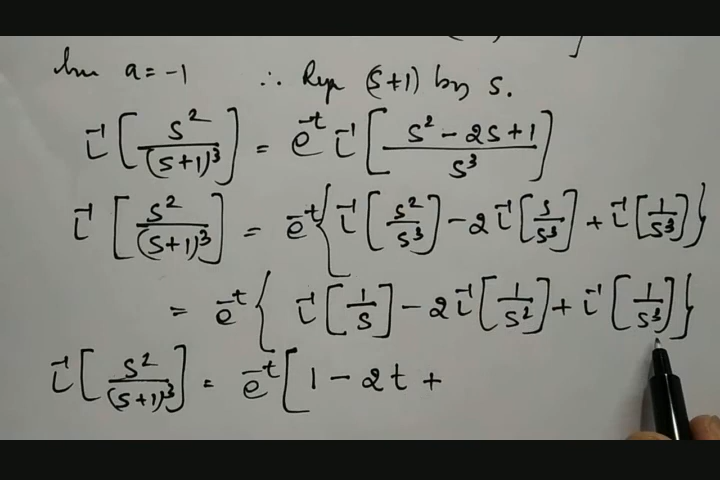 a = -1 ∴ Rep (s+1) by s.
L⁻¹[s²/(s+1)³] = e⁻ᵗ L⁻¹[(s² - 2s + 1)/s³]
L⁻¹[s²/(s+1)³] = e⁻ᵗ{L⁻¹[s²/s³] - 2L⁻¹[s/s³] + L⁻¹[1/s³]}
= e⁻ᵗ{L⁻¹[1/s] - 2L⁻¹[1/s²] + L⁻¹[1/s³]}
L⁻¹[s²/(s+1)³] = e⁻ᵗ[1 - 2t +